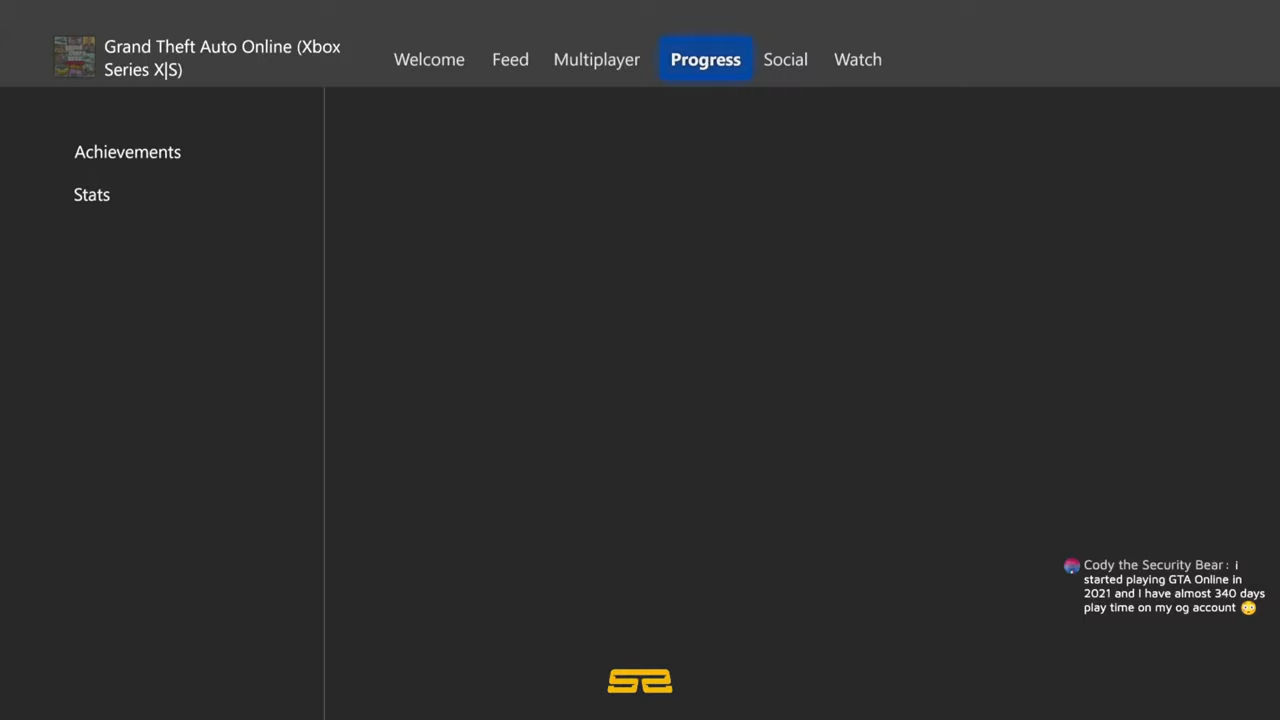 Grand Theft Auto Online (Xbox
Series X|S)
Welcome Feed Multiplayer Progress Social Watch
Achievements
Stats
Cody the Security Bear: i
started playing GTA Online in
2021 and I have almost 340 days
play time on my og account 😳